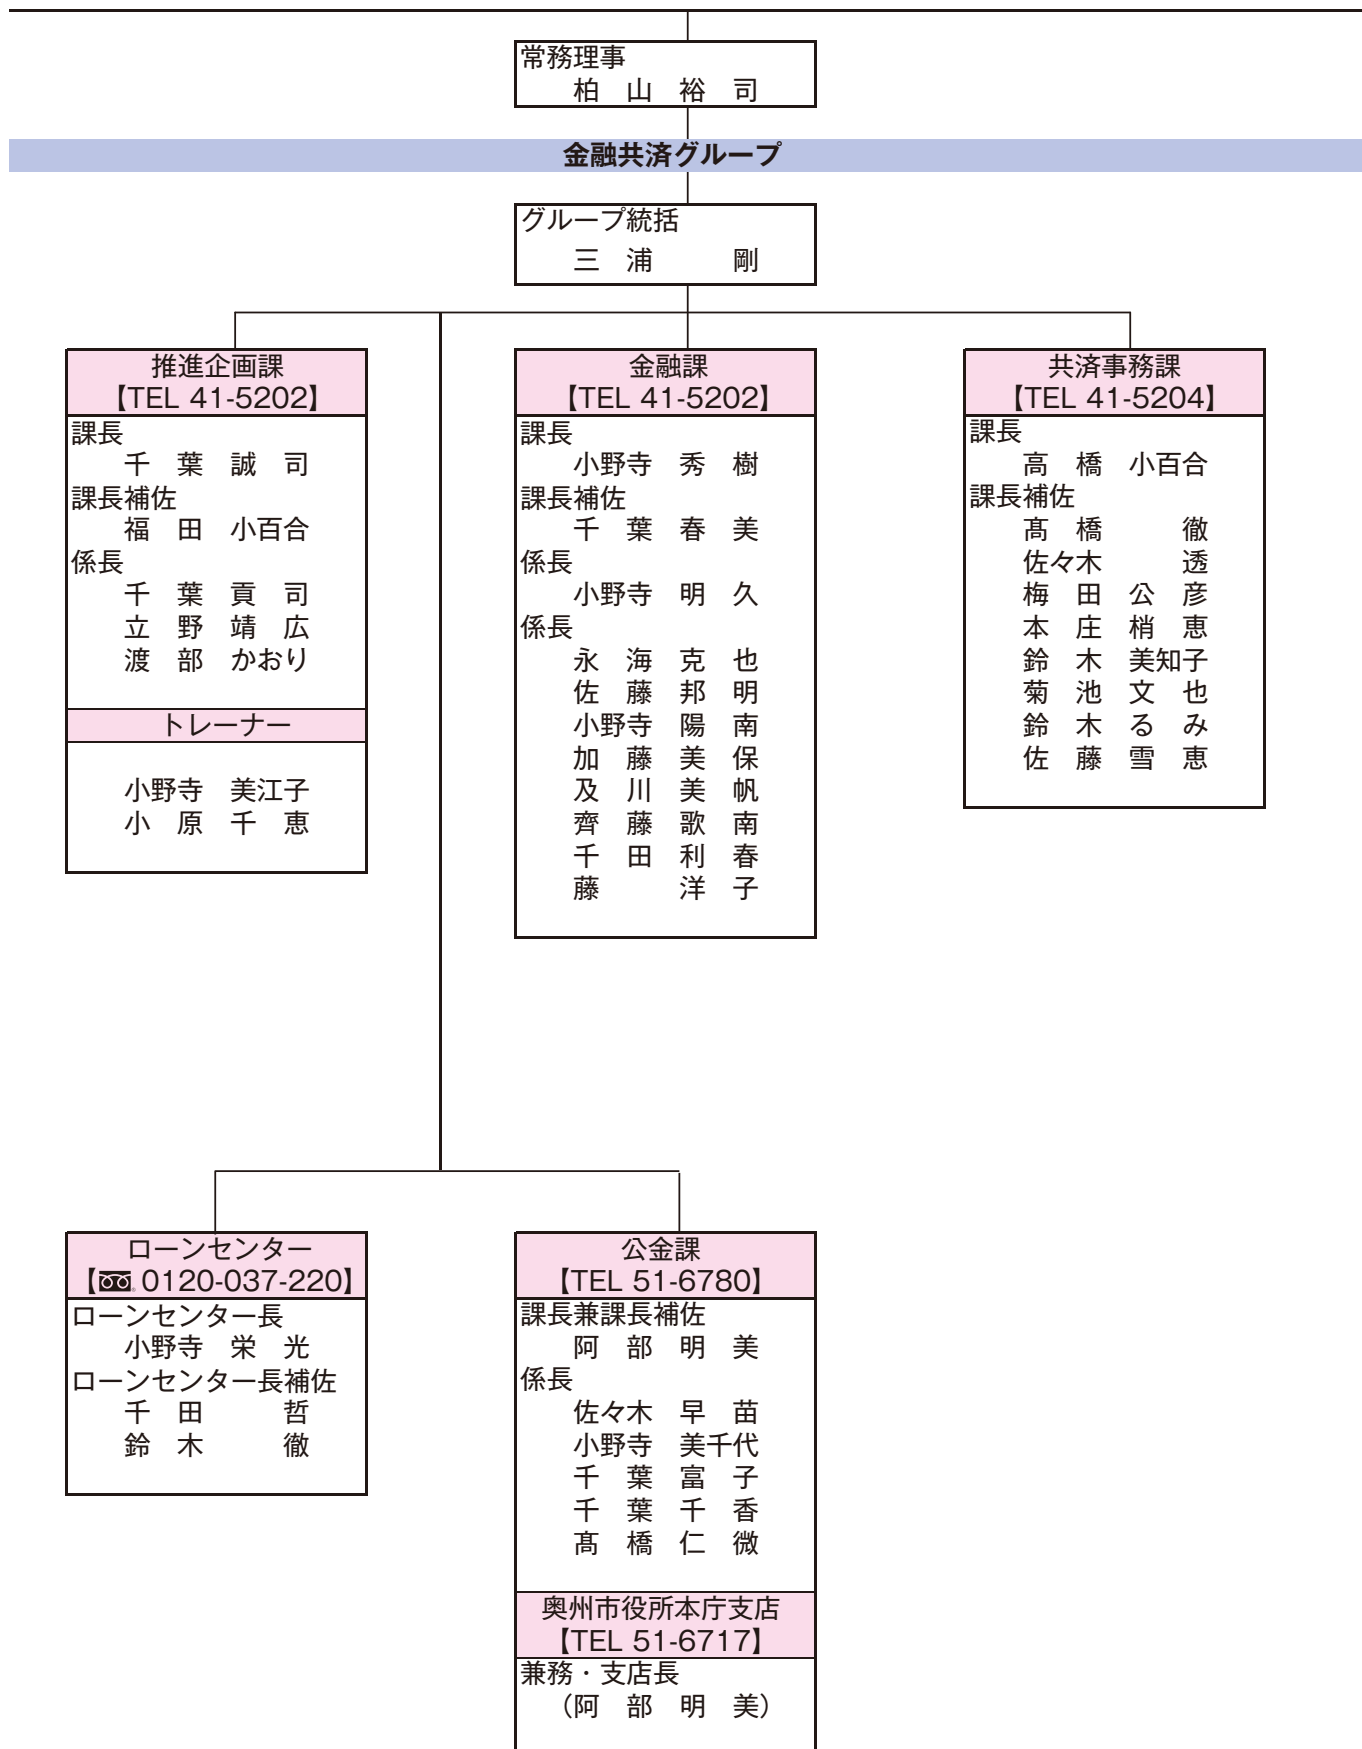 常務理事
柏　山　裕　司
金融共済グループ
グループ統括
三　浦　　　剛
推進企画課
【TEL 41-5202】
課長
千　葉　誠　司
課長補佐
福　田　小百合
係長
千　葉　貢　司
立　野　靖　広
渡　部　かおり
トレーナー
小野寺　美江子
小　原　千　恵
金融課
【TEL 41-5202】
課長
小野寺　秀　樹
課長補佐
千　葉　春　美
係長
小野寺　明　久
係長
永　海　克　也
佐　藤　邦　明
小野寺　陽　南
加　藤　美　保
及　川　美　帆
齊　藤　歌　南
千　田　利　春
藤　　　洋　子
共済事務課
【TEL 41-5204】
課長
高　橋　小百合
課長補佐
髙　橋　　　徹
佐々木　　　透
梅　田　公　彦
本　庄　梢　恵
鈴　木　美知子
菊　池　文　也
鈴　木　る　み
佐　藤　雪　恵
ローンセンター
【0120-037-220】
ローンセンター長
小野寺　栄　光
ローンセンター長補佐
千　田　　　哲
鈴　木　　　徹
公金課
【TEL 51-6780】
課長兼課長補佐
阿　部　明　美
係長
佐々木　早　苗
小野寺　美千代
千　葉　富　子
千　葉　千　香
髙　橋　仁　微
奥州市役所本庁支店
【TEL 51-6717】
兼務・支店長
（阿　部　明　美）